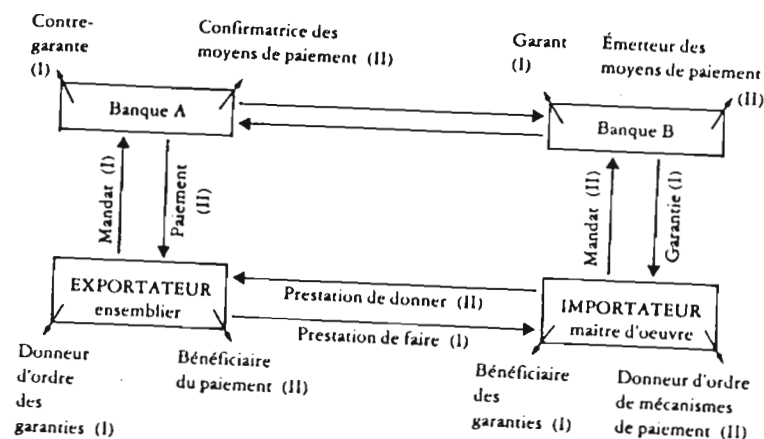 Contre-
garante
(I)
Confirmatrice des
moyens de paiement (II)
Garant
(I)
Émetteur des
moyens de paiement
(II)
Banque A
Banque B
Mandat (I)
Paiement
(II)
Mandat (II)
Garantie (I)
EXPORTATEUR
ensemblier
Prestation de donner (II)
Prestation de faire (I)
IMPORTATEUR
maitre d'oeuvre
Donneur
d'ordre
des
garanties (I)
Bénéficiaire
du paiement (II)
Bénéficiaire
des
garanties (I)
Donneur d'ordre
de mécanismes
de paiement (II)